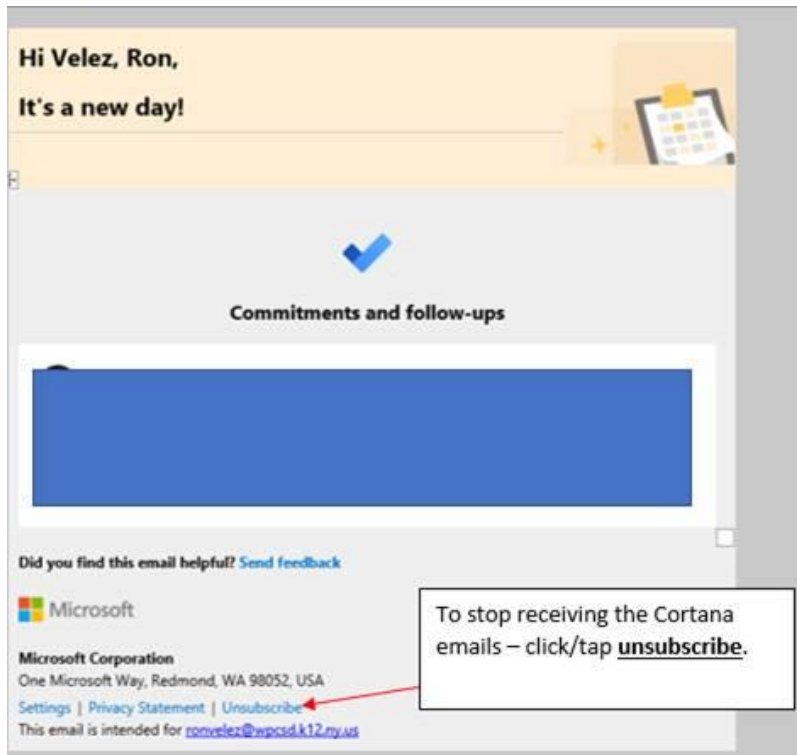 Hi Velez, Ron,
It's a new day!
Commitments and follow-ups
Did you find this email helpful? Send feedback
Microsoft
To stop receiving the Cortana
emails – click/tap unsubscribe.
Microsoft Corporation
One Microsoft Way, Redmond, WA 98052, USA
Settings | Privacy Statement | Unsubscribe
This email is intended for ronvelez@wpcsd.k12.ny.us